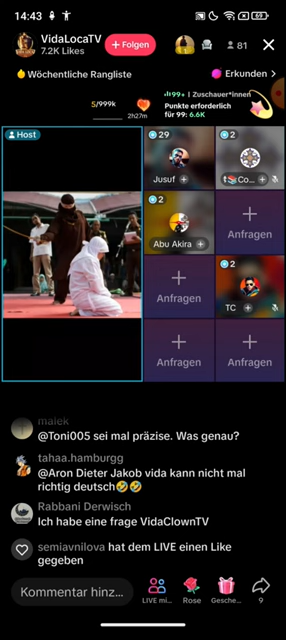 14:43
69
VidaLocaTV
7.2K Likes
+ Folgen
81
Wöchentliche Rangliste
Erkunden >
5/999k
2h27m
99+ | Zuschauer*innen
Punkte erforderlich
für 99: 6.6K
Host
29
Jusuf
2
Co...
2
Abu Akira
Anfragen
Anfragen
2
TC
Anfragen
Anfragen
malek
@Toni005 sei mal präzise. Was genau?
tahaa.hamburgg
@Aron Dieter Jakob vida kann nicht mal
richtig deutsch🤣🤣
Rabbani Derwisch
Ich habe eine frage VidaClownTV
semiavnilova hat dem LIVE einen Like
gegeben
Kommentar hinz...
LIVE mi...
Rose
Gesche...
9